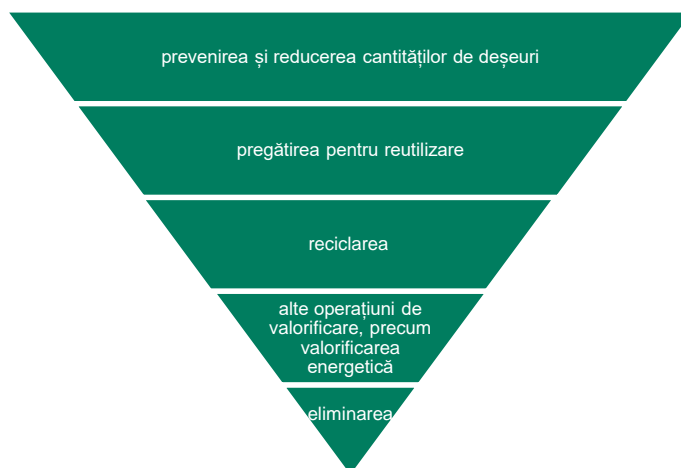 prevenirea și reducerea cantităților de deșeuri
pregătirea pentru reutilizare
reciclarea
alte operațiuni de
valorificare, precum
valorificarea
energetică
eliminarea